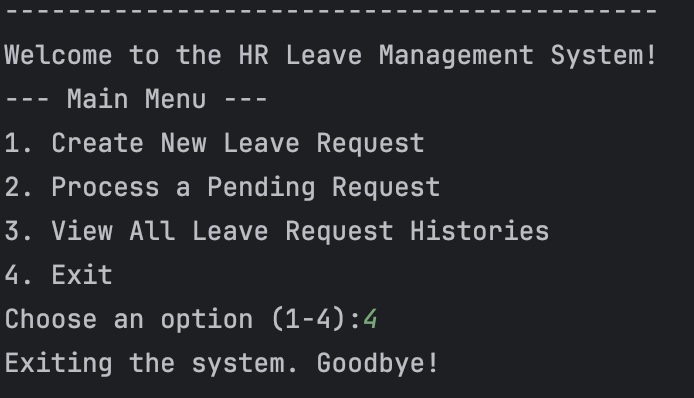 ------------------------------------------
Welcome to the HR Leave Management System!
--- Main Menu ---
1. Create New Leave Request
2. Process a Pending Request
3. View All Leave Request Histories
4. Exit
Choose an option (1-4):4
Exiting the system. Goodbye!